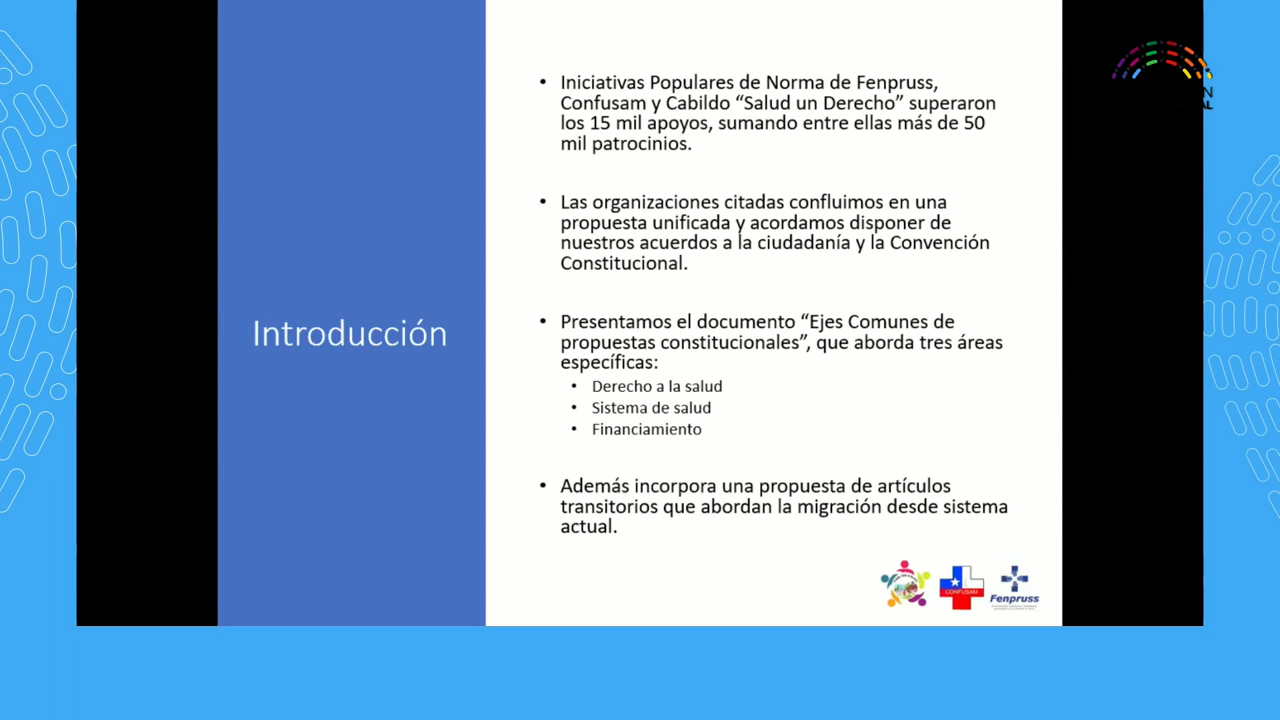 Introducción
• Iniciativas Populares de Norma de Fenpruss,
Confusam y Cabildo “Salud un Derecho” superaron
los 15 mil apoyos, sumando entre ellas más de 50
mil patrocinios.
• Las organizaciones citadas confluimos en una
propuesta unificada y acordamos disponer de
nuestros acuerdos a la ciudadanía y la Convención
Constitucional.
• Presentamos el documento “Ejes Comunes de
propuestas constitucionales”, que aborda tres áreas
específicas:
• Derecho a la salud
• Sistema de salud
• Financiamiento
• Además incorpora una propuesta de artículos
transitorios que abordan la migración desde sistema
actual.
CONFUSAM
Fenpruss